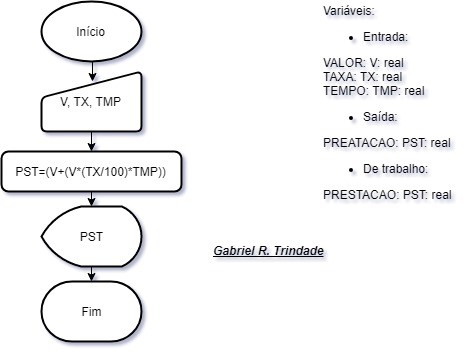 Início
V, TX, TMP
PST=(V+(V*(TX/100)*TMP))
PST
Fim
Variáveis:
Entrada:
VALOR: V: real
TAXA: TX: real
TEMPO: TMP: real
Saída:
PREATACAO: PST: real
De trabalho:
PRESTACAO: PST: real
Gabriel R. Trindade